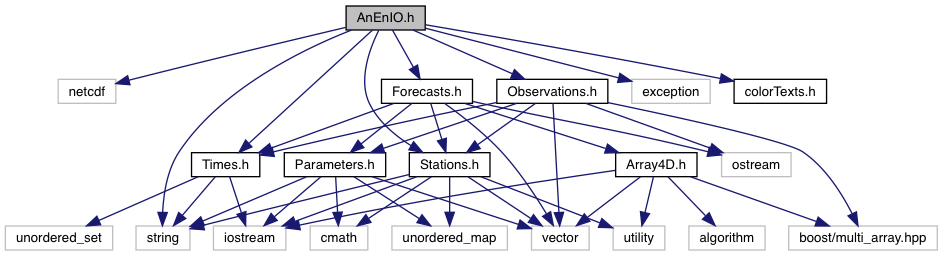 AnEnIO.h
netcdf
Forecasts.h
Observations.h
exception
colorTexts.h
Times.h
Parameters.h
Stations.h
Array4D.h
ostream
unordered_set
string
iostream
cmath
unordered_map
vector
utility
algorithm
boost/multi_array.hpp